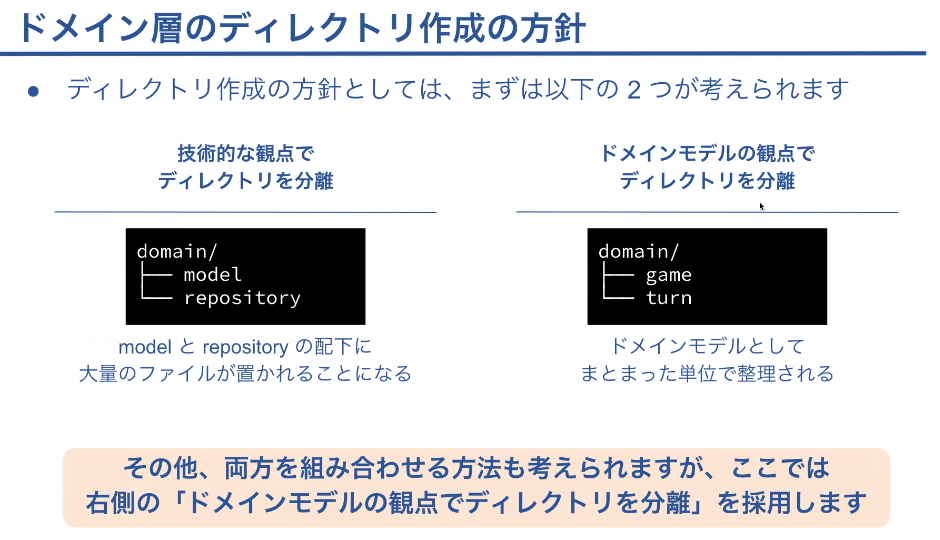 ドメイン層のディレクトリ作成の方針
● ディレクトリ作成の方針としては、まずは以下の 2 つが考えられます
技術的な観点で
ディレクトリを分離
domain/
├── model
└── repository
model と repository の配下に
大量のファイルが置かれることになる
ドメインモデルの観点で
ディレクトリを分離
domain/
├── game
└── turn
ドメインモデルとして
まとまった単位で整理される
その他、両方を組み合わせる方法も考えられますが、ここでは
右側の「ドメインモデルの観点でディレクトリを分離」を採用します